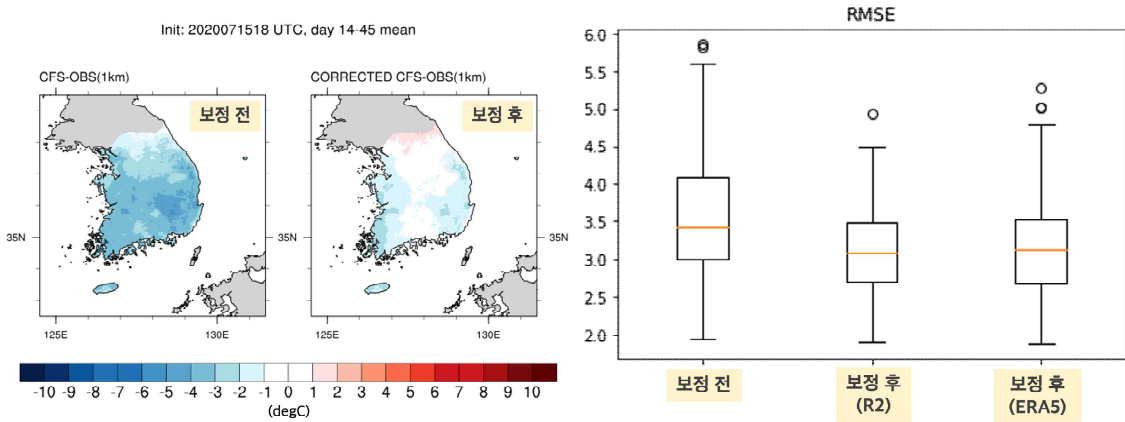 Init: 2020071518 UTC, day 14-45 mean
CFS-OBS(1km)
보정 전
35N
125E
130E
CORRECTED CFS-OBS(1km)
보정 후
35N
125E
130E
-10 -9 -8 -7 -6 -5 -4 -3 -2 -1 0 1 2 3 4 5 6 7 8 9 10
(degC)
RMSE
6.0
5.5
5.0
4.5
4.0
3.5
3.0
2.5
2.0
보정 전
보정 후
(R2)
보정 후
(ERA5)